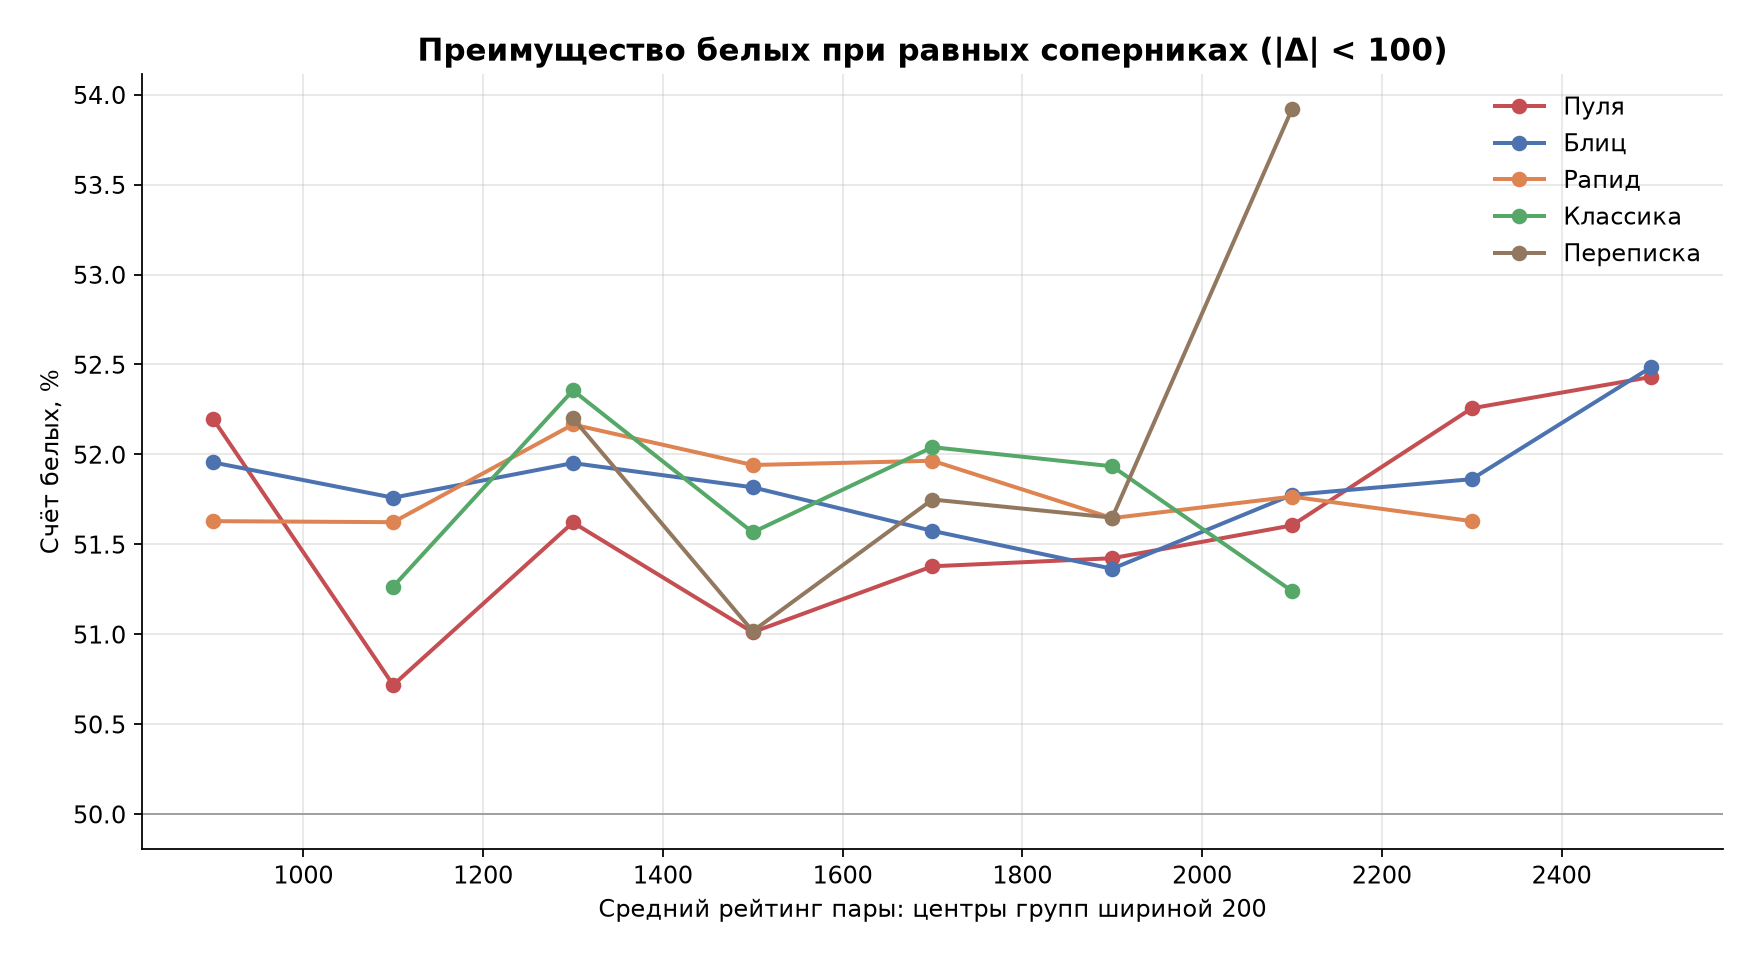 Преимущество белых при равных соперниках (|Δ| < 100)
54.0
53.5
53.0
52.5
52.0
51.5
51.0
50.5
50.0
Счёт белых, %
Пуля
Блиц
Рапид
Классика
Переписка
1000 1200 1400 1600 1800 2000 2200 2400
Средний рейтинг пары: центры групп шириной 200